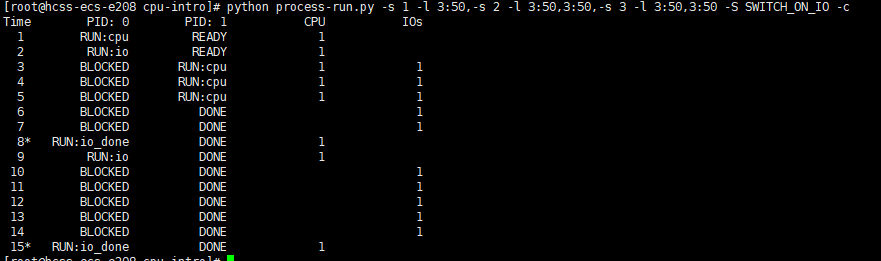 [root@hcss-ecs-e208 cpu-intro]# python process-run.py -s 1 -l 3:50,-s 2 -l 3:50,3:50,-s 3 -l 3:50,3:50 -S SWITCH_ON_IO -c
Time PID: 0 PID: 1 CPU IOs
1 RUN:cpu READY 1
2 RUN:io READY 1
3 BLOCKED RUN:cpu 1 1
4 BLOCKED RUN:cpu 1 1
5 BLOCKED RUN:cpu 1 1
6 BLOCKED DONE 1
7 BLOCKED DONE 1
8* RUN:io_done DONE 1
9 RUN:io DONE 1
10 BLOCKED DONE 1
11 BLOCKED DONE 1
12 BLOCKED DONE 1
13 BLOCKED DONE 1
14 BLOCKED DONE 1
15* RUN:io_done DONE 1
[root@hcss-ecs-e208 cpu-intro]#